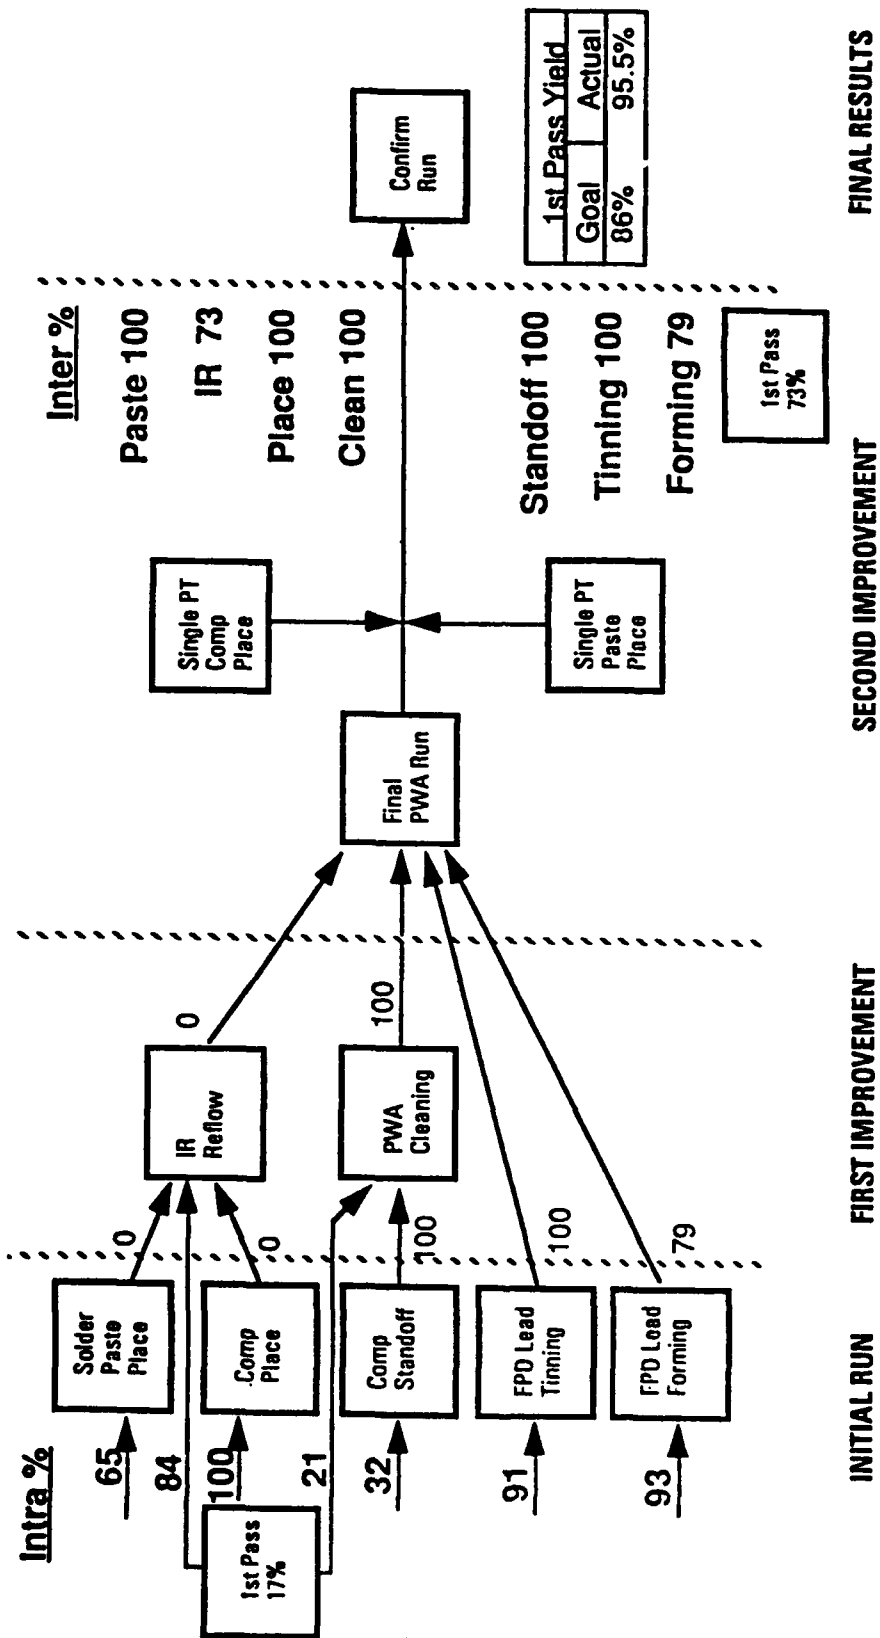 Intra %
65
84
100
21
32
91
93
1st Pass
17%
Solder
Paste
Place
Comp
Place
Comp
Standoff
FPD Lead
Tinning
FPD Lead
Forming
INITIAL RUN
0
0
100
100
79
IR
Reflow
PWA
Cleaning
0
100
FIRST IMPROVEMENT
Final
PWA Run
Single PT
Comp
Place
Single PT
Paste
Place
Inter %
Paste 100
IR 73
Place 100
Clean 100
Standoff 100
Tinning 100
Forming 79
1st Pass
73%
SECOND IMPROVEMENT
Confirm
Run
1st Pass Yield
Goal Actual
86% 95.5%
FINAL RESULTS